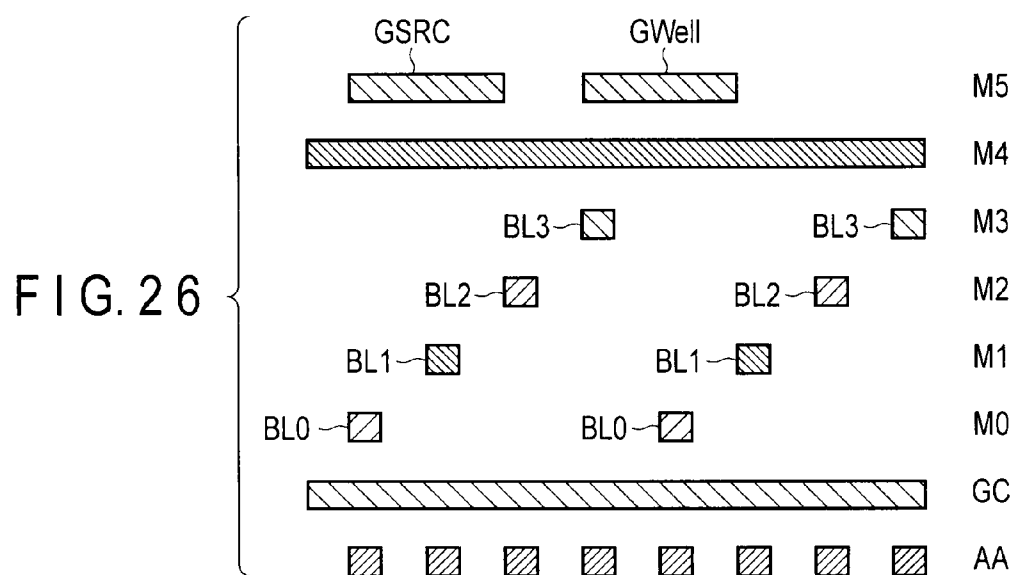 GSRC GWell
M5
M4
BL3 BL3 M3
FIG. 26
BL2 BL2 M2
BL1 BL1 M1
BL0 BL0 M0
GC
AA